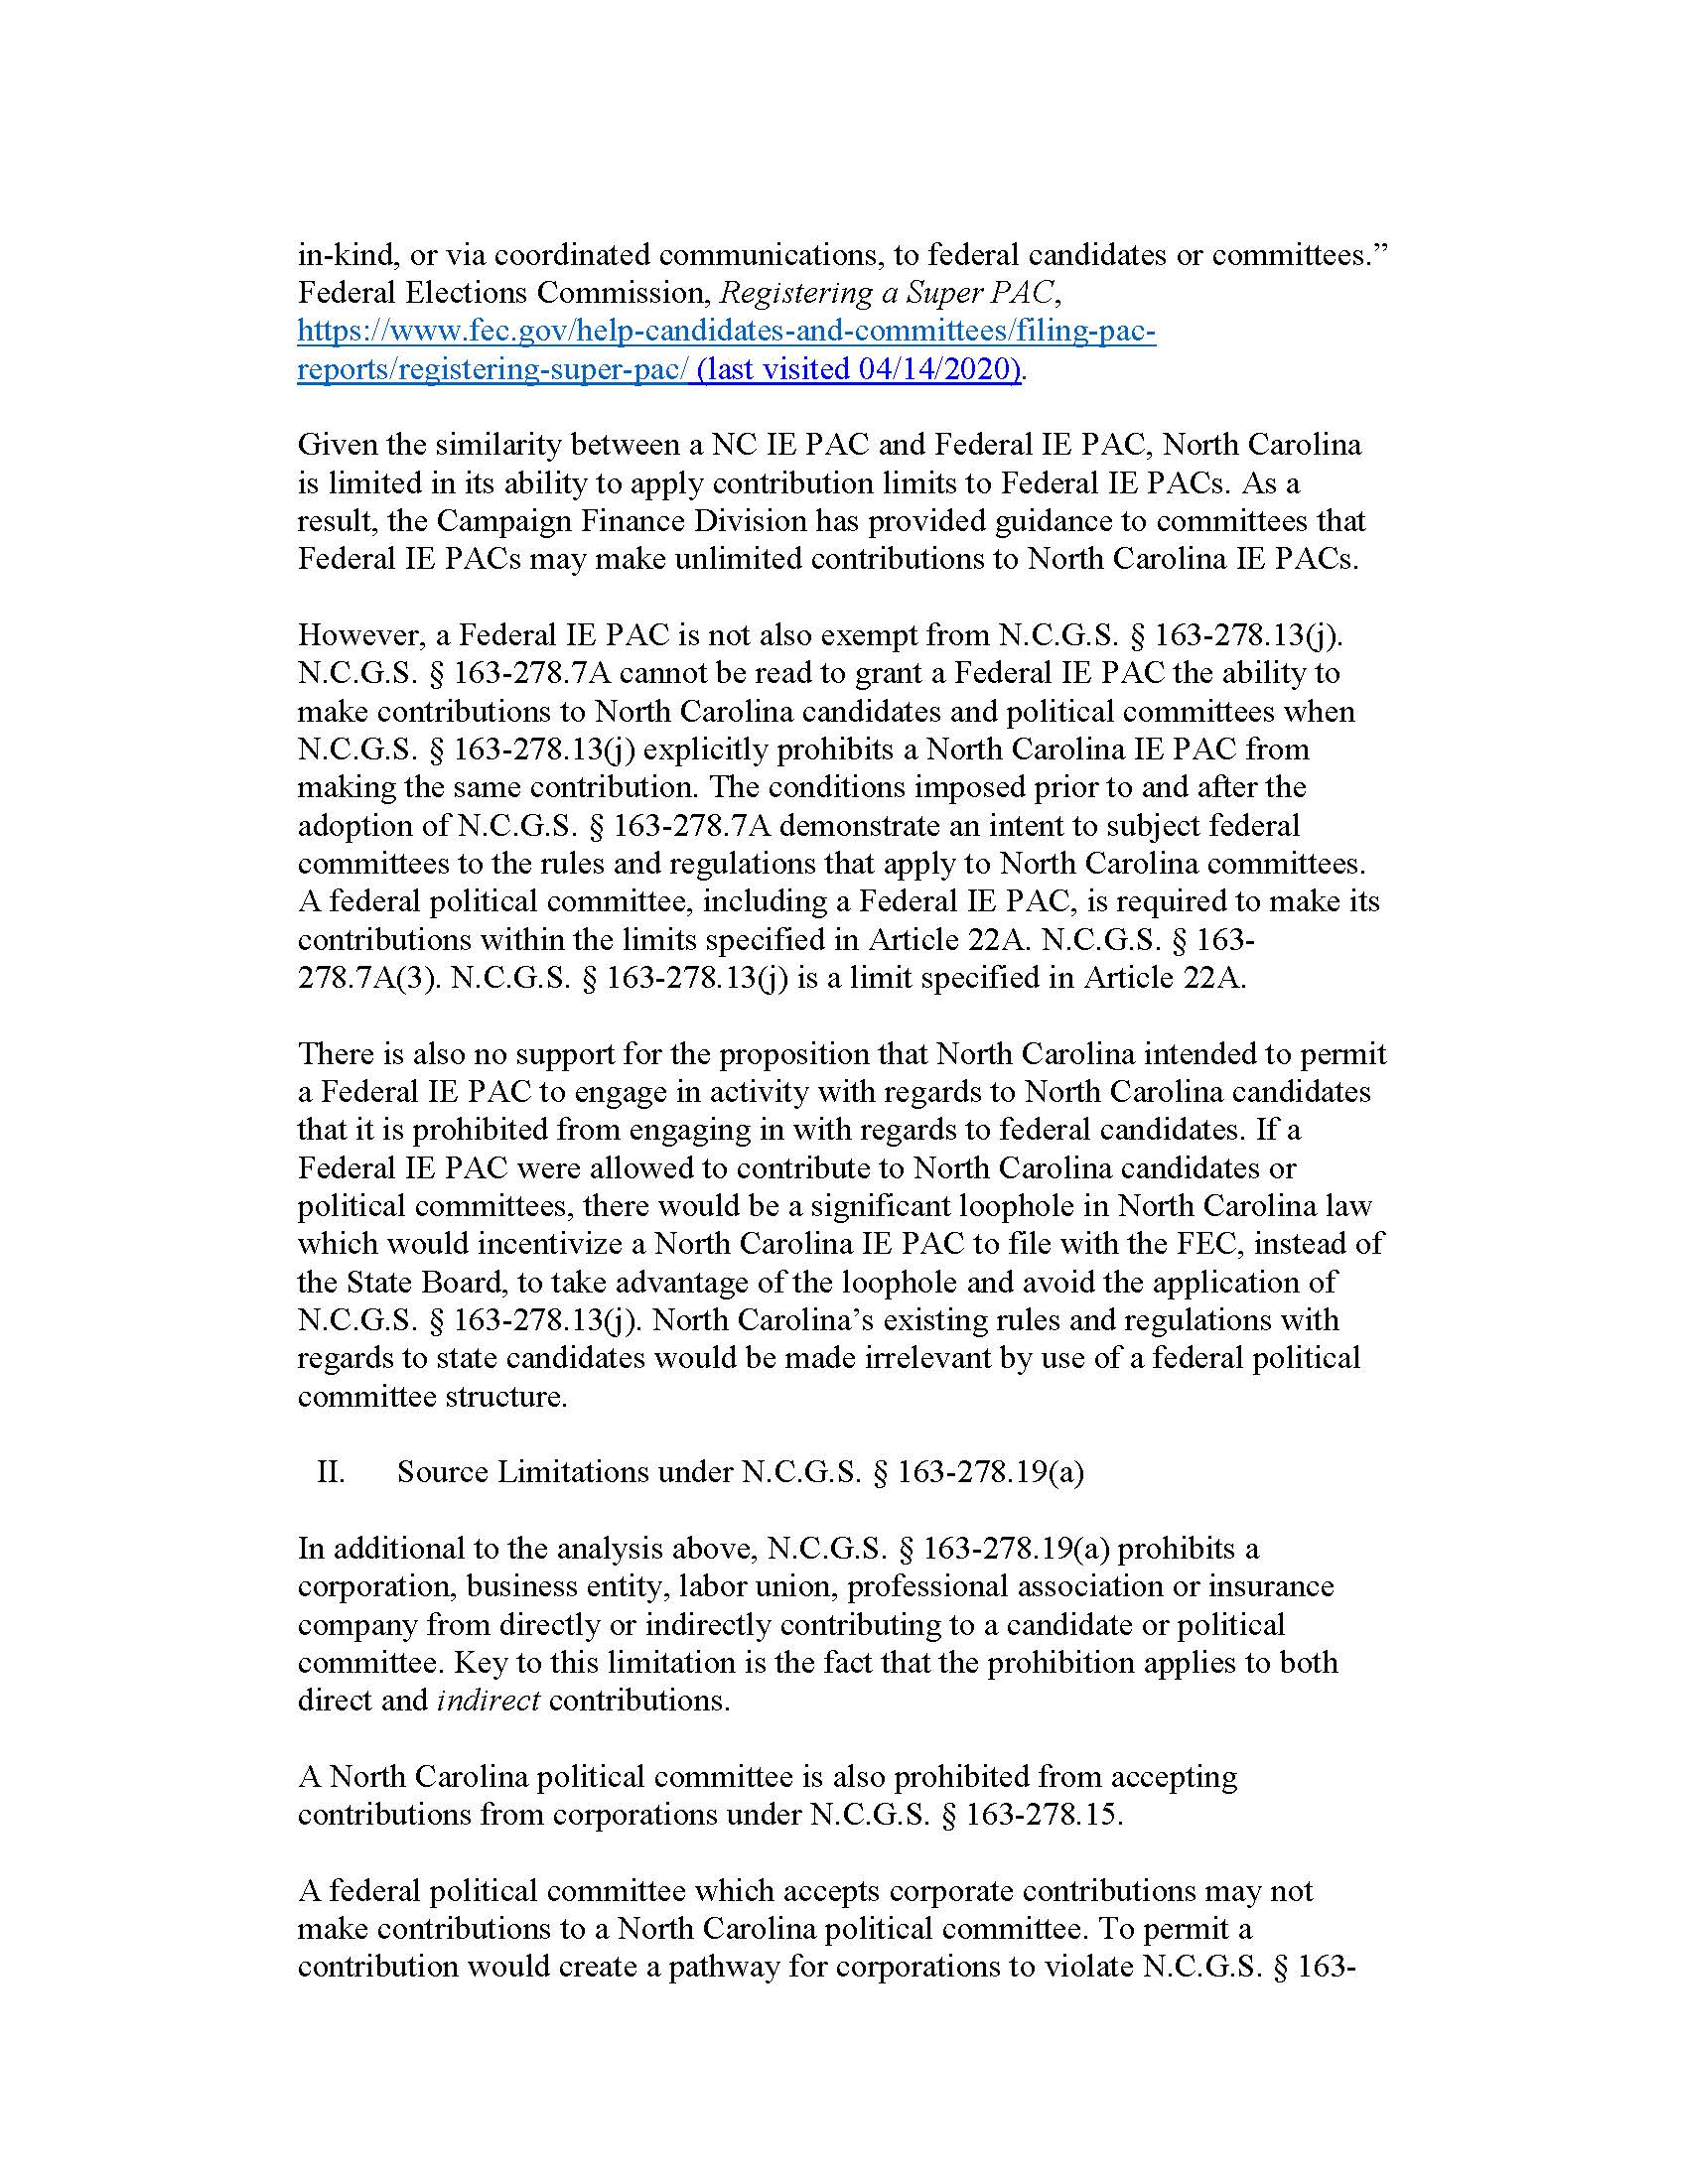 in-kind, or via coordinated communications, to federal candidates or committees.”
Federal Elections Commission, Registering a Super PAC,
https://www.fec.gov/help-candidates-and-committees/filing-pac-
reports/registering-super-pac/ (last visited 04/14/2020).
Given the similarity between a NC IE PAC and Federal IE PAC, North Carolina
is limited in its ability to apply contribution limits to Federal IE PACs. As a
result, the Campaign Finance Division has provided guidance to committees that
Federal IE PACs may make unlimited contributions to North Carolina IE PACs.
However, a Federal IE PAC is not also exempt from N.C.G.S. § 163-278.13(j).
N.C.G.S. § 163-278.7A cannot be read to grant a Federal IE PAC the ability to
make contributions to North Carolina candidates and political committees when
N.C.G.S. § 163-278.13(j) explicitly prohibits a North Carolina IE PAC from
making the same contribution. The conditions imposed prior to and after the
adoption of N.C.G.S. § 163-278.7A demonstrate an intent to subject federal
committees to the rules and regulations that apply to North Carolina committees.
A federal political committee, including a Federal IE PAC, is required to make its
contributions within the limits specified in Article 22A. N.C.G.S. § 163-
278.7A(3). N.C.G.S. § 163-278.13(j) is a limit specified in Article 22A.
There is also no support for the proposition that North Carolina intended to permit
a Federal IE PAC to engage in activity with regards to North Carolina candidates
that it is prohibited from engaging in with regards to federal candidates. If a
Federal IE PAC were allowed to contribute to North Carolina candidates or
political committees, there would be a significant loophole in North Carolina law
which would incentivize a North Carolina IE PAC to file with the FEC, instead of
the State Board, to take advantage of the loophole and avoid the application of
N.C.G.S. § 163-278.13(j). North Carolina’s existing rules and regulations with
regards to state candidates would be made irrelevant by use of a federal political
committee structure.
II. Source Limitations under N.C.G.S. § 163-278.19(a)
In additional to the analysis above, N.C.G.S. § 163-278.19(a) prohibits a
corporation, business entity, labor union, professional association or insurance
company from directly or indirectly contributing to a candidate or political
committee. Key to this limitation is the fact that the prohibition applies to both
direct and indirect contributions.
A North Carolina political committee is also prohibited from accepting
contributions from corporations under N.C.G.S. § 163-278.15.
A federal political committee which accepts corporate contributions may not
make contributions to a North Carolina political committee. To permit a
contribution would create a pathway for corporations to violate N.C.G.S. § 163-